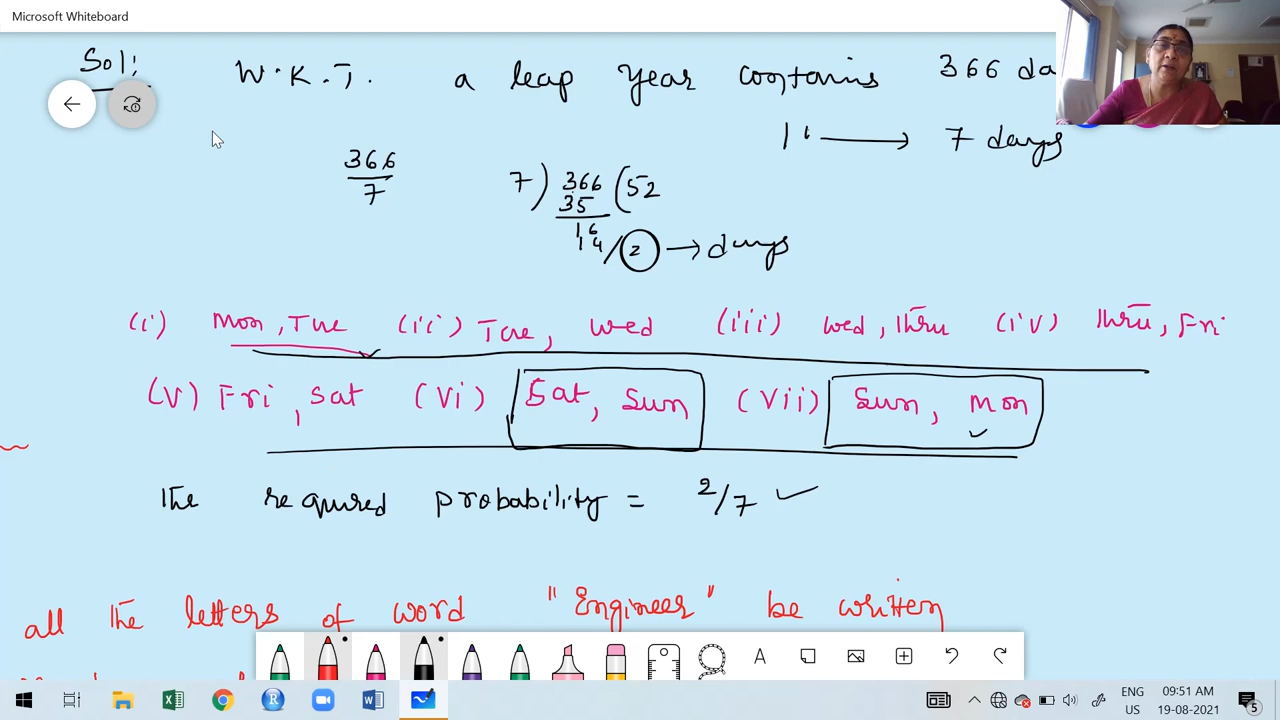 Microsoft Whiteboard
Sol:
W.K.T. a leap year contains 366 da
11 → 7 days
366
7
7) 366 (52
35
16
14
2 → days
(i) Mon, Tue (ii) Tue, Wed (iii) Wed, Thru (iv) Thru, Fri
(v) Fri, Sat (vi) Sat, Sun (vii) Sun, Mon
The required probability = 2/7
all the letters of word "Engineer" be written
A
ENG
US
09:51 AM
19-08-2021
5